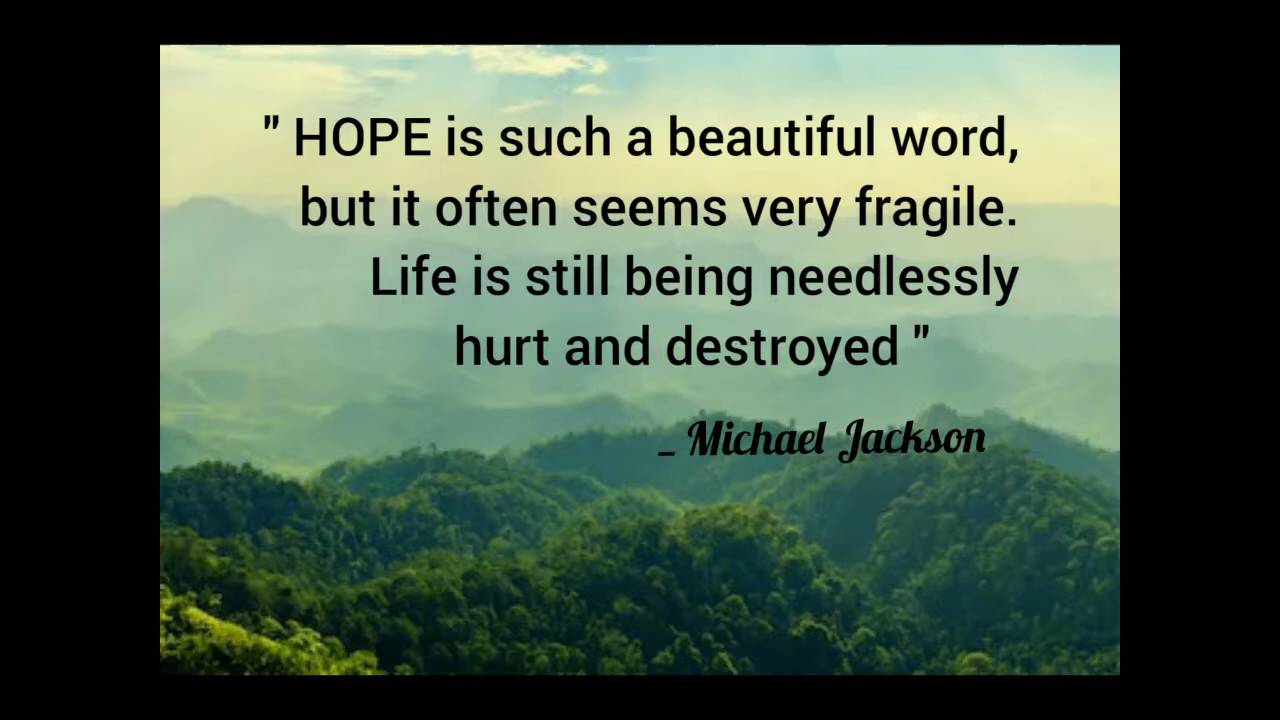 " HOPE is such a beautiful word,
but it often seems very fragile.
Life is still being needlessly
hurt and destroyed "
_ Michael Jackson